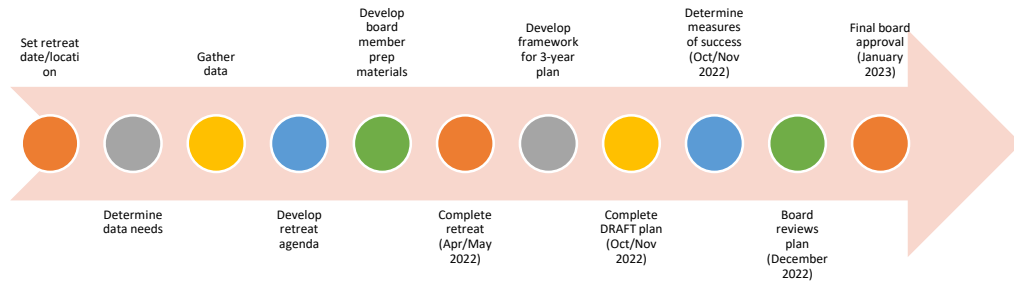 Set retreat
date/locati
on
Determine
data needs
Gather
data
Develop
retreat
agenda
Develop
board
member
prep
materials
Complete
retreat
(Apr/May
2022)
Develop
framework
for 3-year
plan
Complete
DRAFT plan
(Oct/Nov
2022)
Determine
measures
of success
(Oct/Nov
2022)
Board
reviews
plan
(December
2022)
Final board
approval
(January
2023)